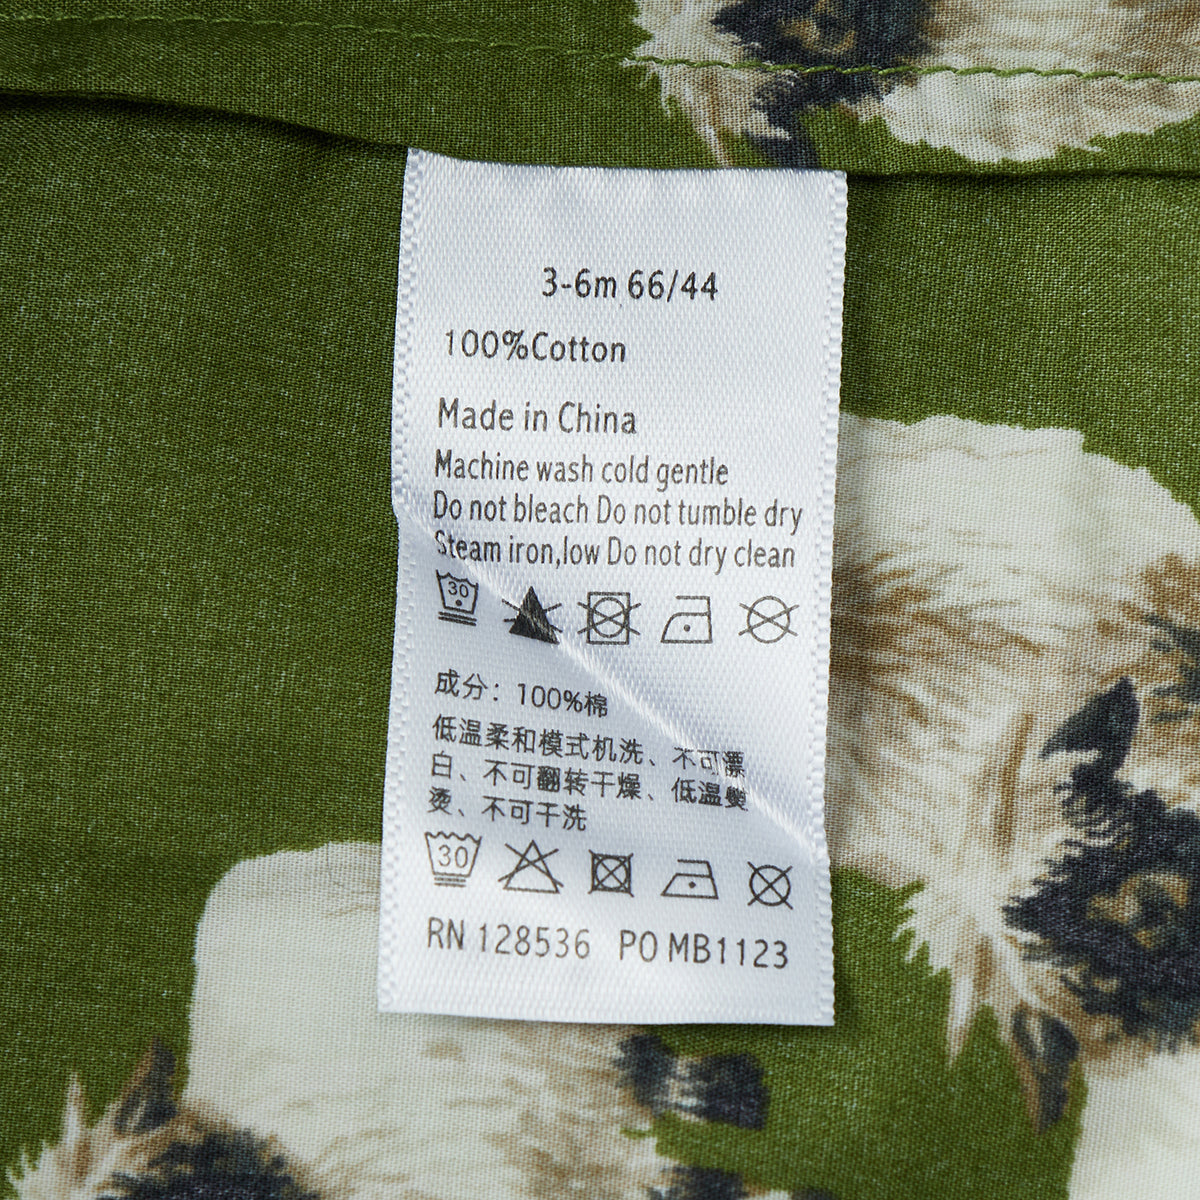 3-6m 66/44
100%Cotton
Made in China
Machine wash cold gentle
Do not bleach Do not tumble dry
Steam iron,low Do not dry clean
30
成分：100%棉
低温柔和模式机洗、不可漂
白、不可翻转干燥、低温熨
烫、不可干洗
30
RN 128536 PO MB1123